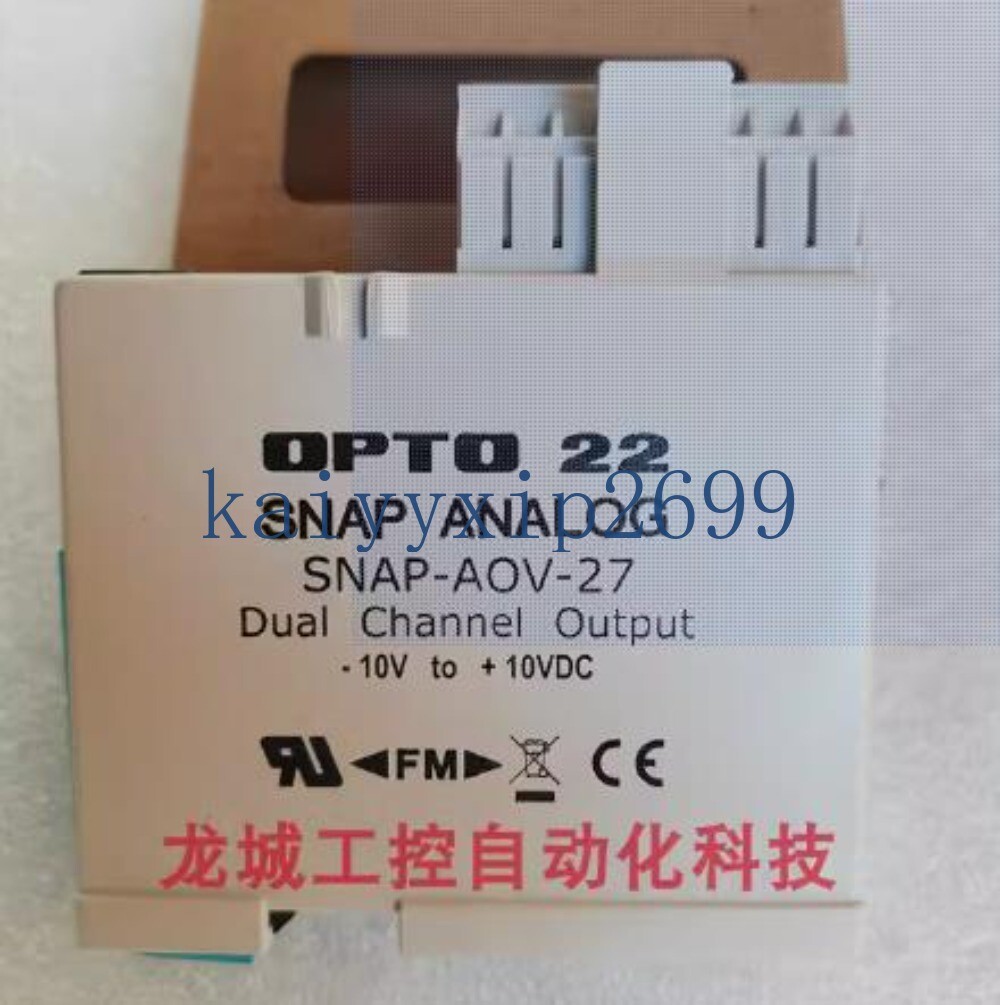 OPTO 22
kaiyyxip2699
SNAP ANALOG
SNAP-AOV-27
Dual Channel Output
-10V to +10VDC
RU FM CE
龙城工控自动化科技